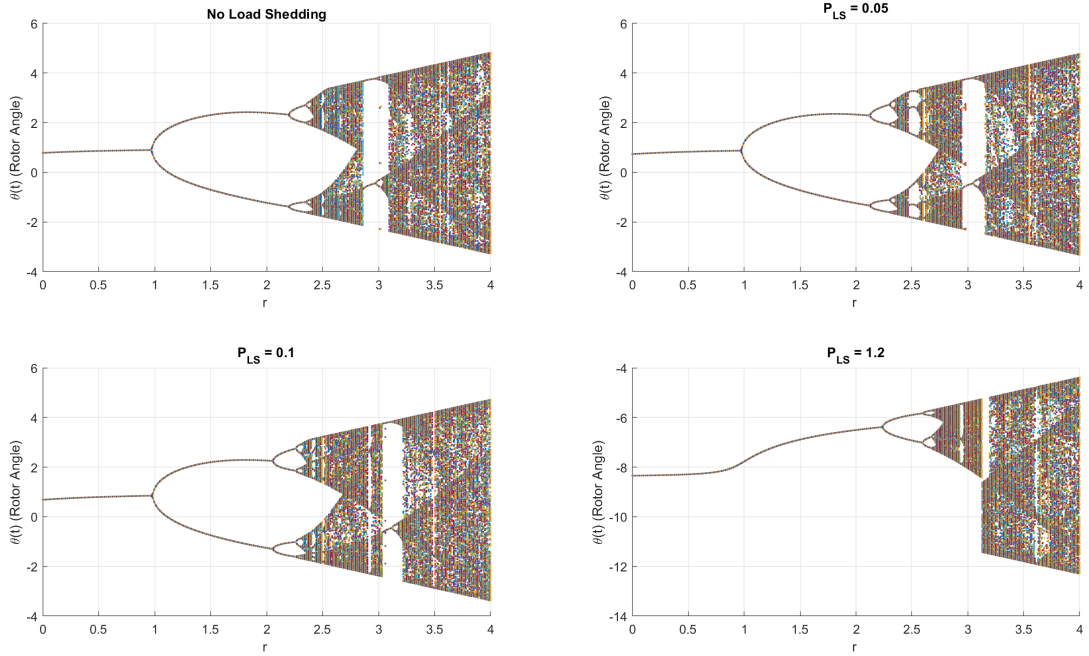 No Load Shedding
6
4
2
0
-2
-4
θ(t) (Rotor Angle)
0 0.5 1 1.5 2 2.5 3 3.5 4
r
P_LS = 0.05
6
4
2
0
-2
-4
θ(t) (Rotor Angle)
0 0.5 1 1.5 2 2.5 3 3.5 4
r
P_LS = 0.1
6
4
2
0
-2
-4
θ(t) (Rotor Angle)
0 0.5 1 1.5 2 2.5 3 3.5 4
r
P_LS = 1.2
-4
-6
-8
-10
-12
-14
θ(t) (Rotor Angle)
0 0.5 1 1.5 2 2.5 3 3.5 4
r